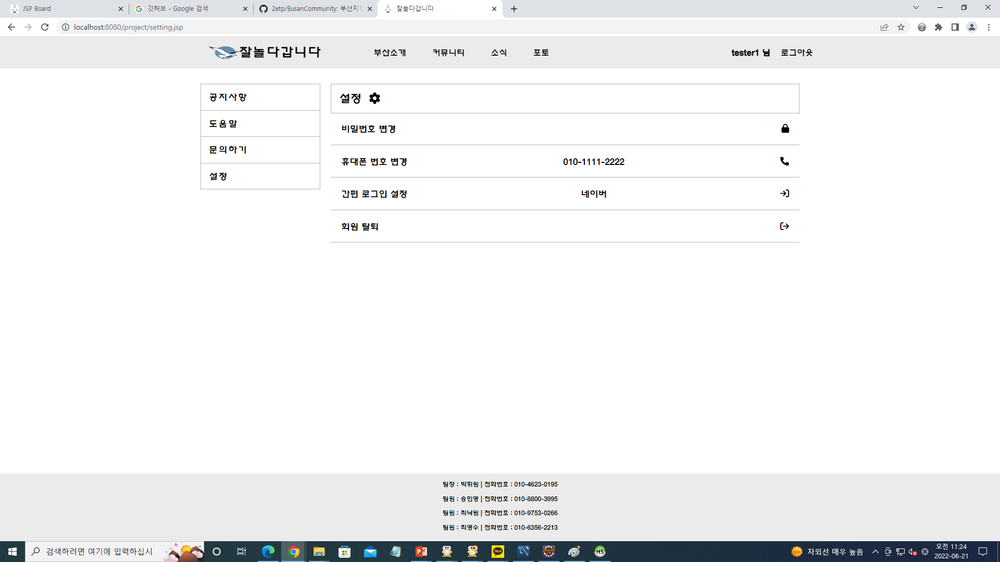 JSP Board
깃허브 - Google 검색
2etp/BusanCommunity: 부산지역
잘놀다갑니다
localhost:8080/project/setting.jsp
잘놀다갑니다 부산소개 커뮤니티 소식 포토 tester1 님 로그아웃
공지사항
도움말
문의하기
설정
설정
비밀번호 변경
휴대폰 번호 변경 010-1111-2222
간편 로그인 설정 네이버
회원 탈퇴
팀장 : 박휘원 | 전화번호 : 010-4623-0195
팀원 : 송민영 | 전화번호 : 010-8800-3995
팀원 : 최낙원 | 전화번호 : 010-9753-0266
팀원 : 최영수 | 전화번호 : 010-6356-2213
검색하려면 여기에 입력하십시
TALK
HS
UV
자외선 매우 높음
오전 11:24
2022-06-21